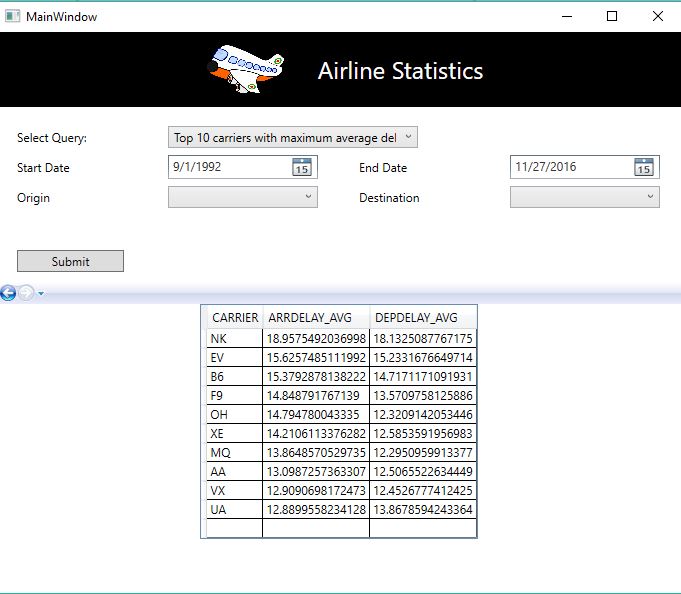 MainWindow
Airline Statistics
Select Query: Top 10 carriers with maximum average del
Start Date 9/1/1992 15 End Date 11/27/2016 15
Origin Destination
Submit
CARRIER ARRDELAY_AVG DEPDELAY_AVG
NK 18.9575492036998 18.1325087767175
EV 15.6257485111992 15.2331676649714
B6 15.3792878138222 14.7171171091931
F9 14.848791767139 13.5709758125886
OH 14.794780043335 12.3209142053446
XE 14.2106113376282 12.5853591956983
MQ 13.8648570529735 12.2950959913377
AA 13.0987257363307 12.5065522634449
VX 12.9090698172473 12.4526777412425
UA 12.8899558234128 13.8678594243364